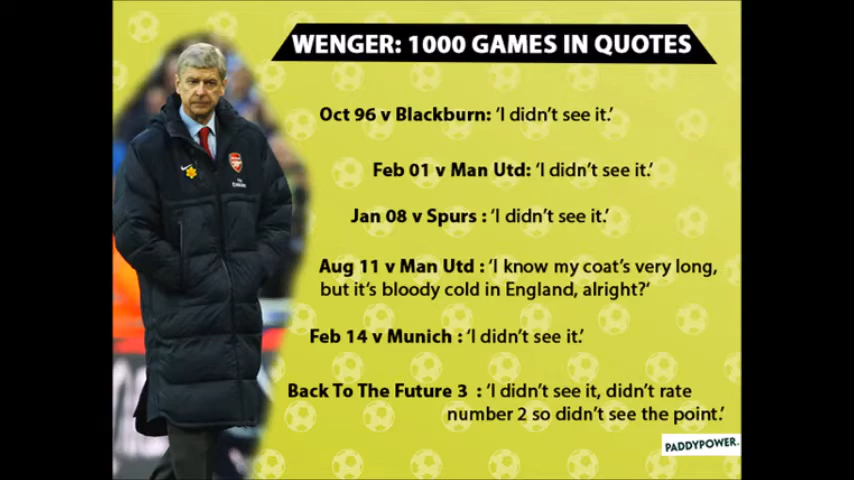 WENGER: 1000 GAMES IN QUOTES
Oct 96 v Blackburn: 'I didn't see it.'
Feb 01 v Man Utd: 'I didn't see it.'
Jan 08 v Spurs : 'I didn't see it.'
Aug 11 v Man Utd : 'I know my coat's very long,
but it's bloody cold in England, alright?'
Feb 14 v Munich : 'I didn't see it.'
Back To The Future 3 : 'I didn't see it, didn't rate
number 2 so didn't see the point.'
PADDYPOWER.